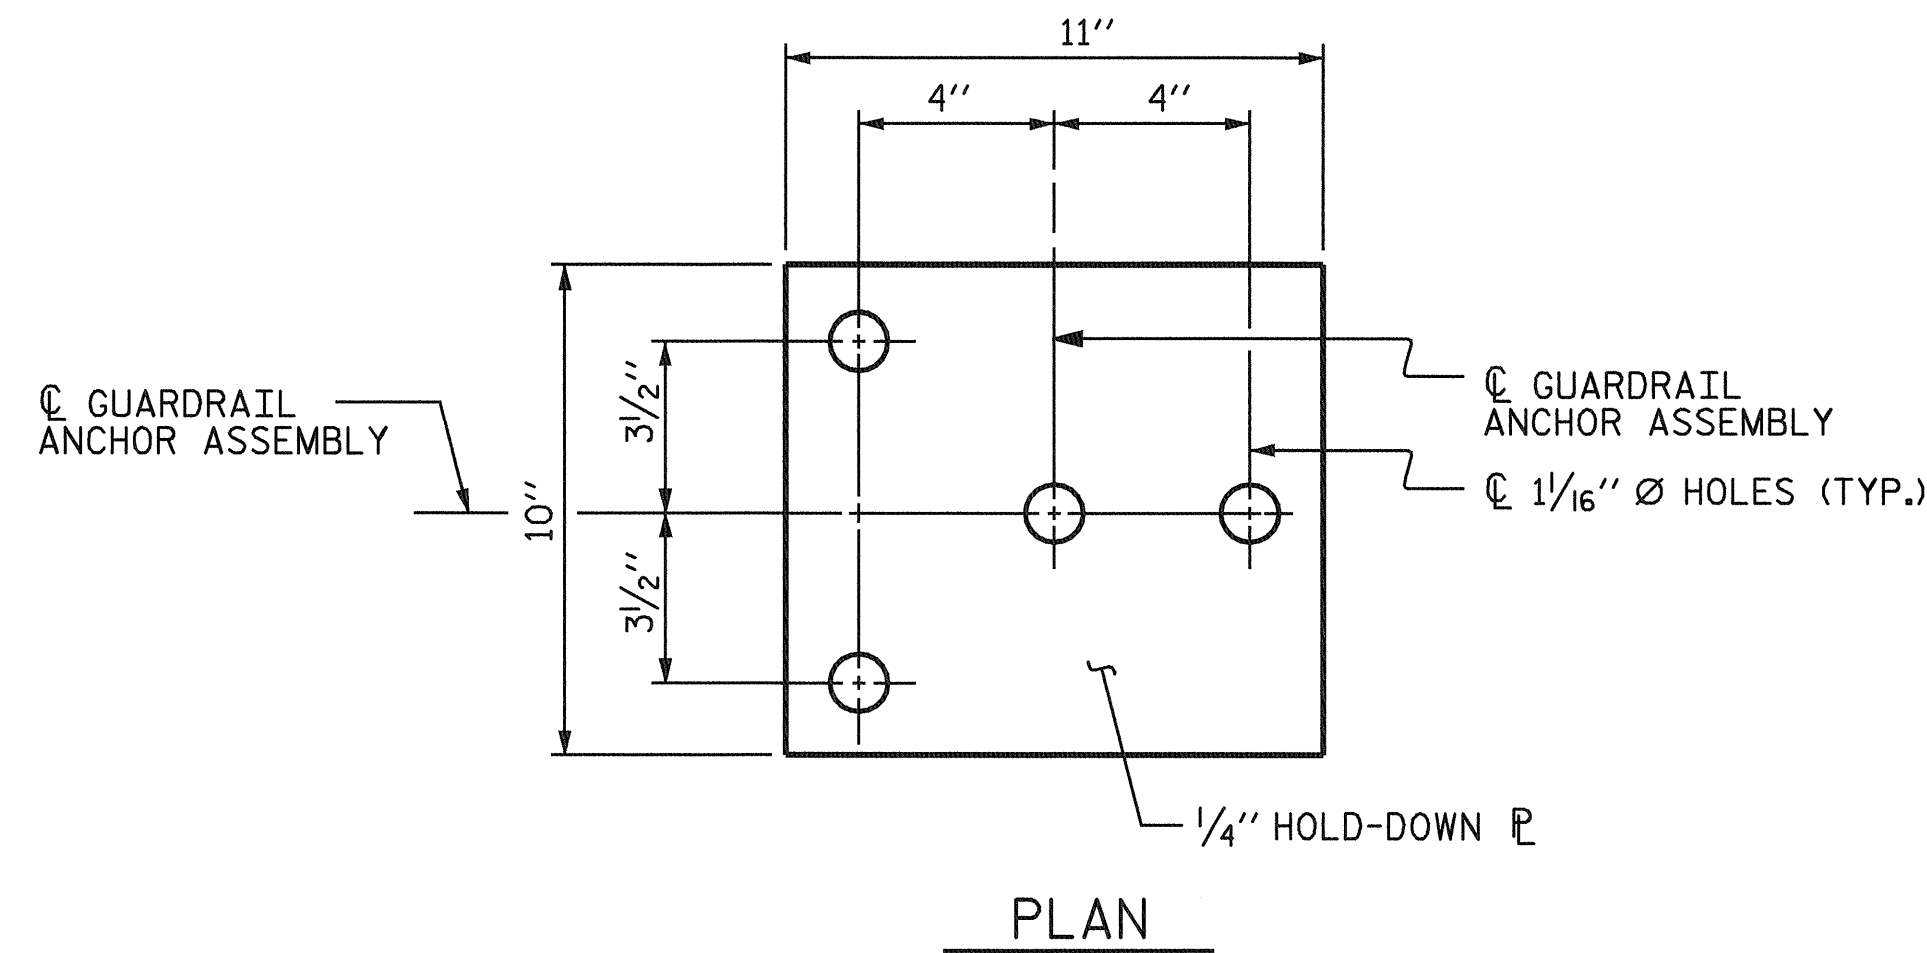 11"
4" 4"
3 1/2"
℄ GUARDRAIL
ANCHOR ASSEMBLY
℄ GUARDRAIL
ANCHOR ASSEMBLY
10"
℄ 1 1/16" Ø HOLES (TYP.)
3 1/2"
1/4" HOLD-DOWN ⅊
PLAN